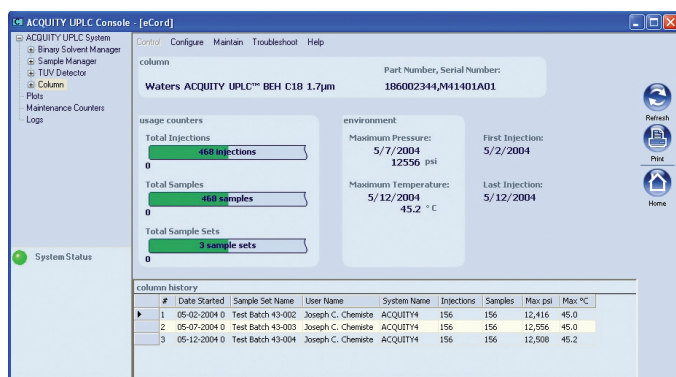 ACQUITY UPLC Console - [eCord]
ACQUITY UPLC System
Binary Solvent Manager
Sample Manager
TUV Detector
Column
Plots
Maintenance Counters
Logs
System Status
Control Configure Maintain Troubleshoot Help
column
Part Number, Serial Number:
Waters ACQUITY UPLC™ BEH C18 1.7µm 186002344,M41401A01
usage counters
Total Injections
468 injections
0
Total Samples
468 samples
0
Total Sample Sets
3 sample sets
0
environment
Maximum Pressure: First Injection:
5/7/2004 5/2/2004
12556 psi
Maximum Temperature: Last Injection:
5/12/2004 5/12/2004
45.2 °C
Refresh
Print
Home
column history
# Date Started Sample Set Name User Name System Name Injections Samples Max psi Max °C
1 05-02-2004 0 Test Batch 43-002 Joseph C. Chemiste ACQUITY4 156 156 12,416 45.0
2 05-07-2004 0 Test Batch 43-003 Joseph C. Chemiste ACQUITY4 156 156 12,556 45.0
3 05-12-2004 0 Test Batch 43-004 Joseph C. Chemiste ACQUITY4 156 156 12,508 45.2